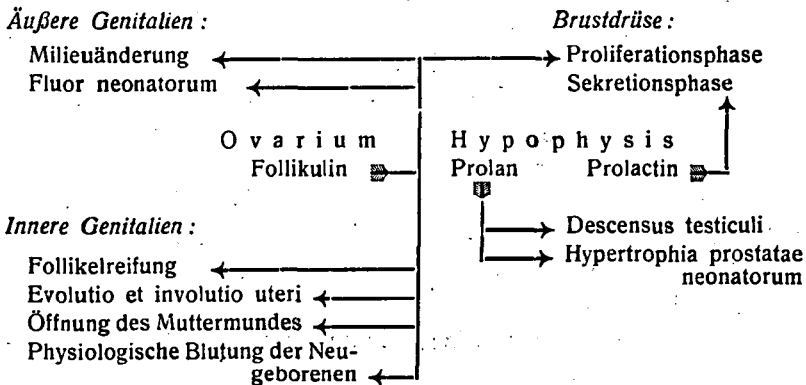 Äußere Genitalien :
Brustdrüse :
Milieuänderung
Proliferationsphase
Fluor neonatorum
Sekretionsphase
Ovarium
Hypophysis
Follikulin
Prolan
Prolactin
Innere Genitalien :
Descensus testiculi
Hypertrophia prostatae
neonatorum
Follikelreifung
Evolutio et involutio uteri
Öffnung des Muttermundes
Physiologische Blutung der Neu-
geborenen